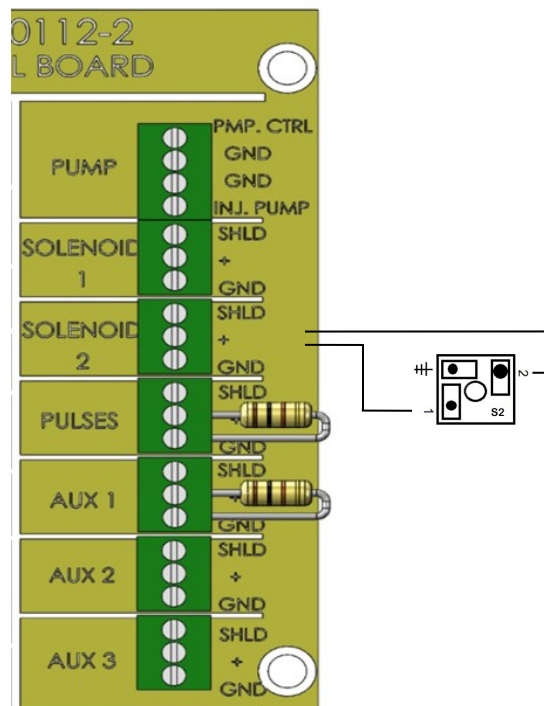 0112-2
L BOARD
PUMP
PMP. CTRL
GND
GND
INJ. PUMP
SOLENOID
1
SHLD
+
GND
SOLENOID
2
SHLD
+
GND
PULSES
SHLD
+
GND
AUX 1
SHLD
+
GND
AUX 2
SHLD
+
GND
AUX 3
SHLD
+
GND
1
2
S2